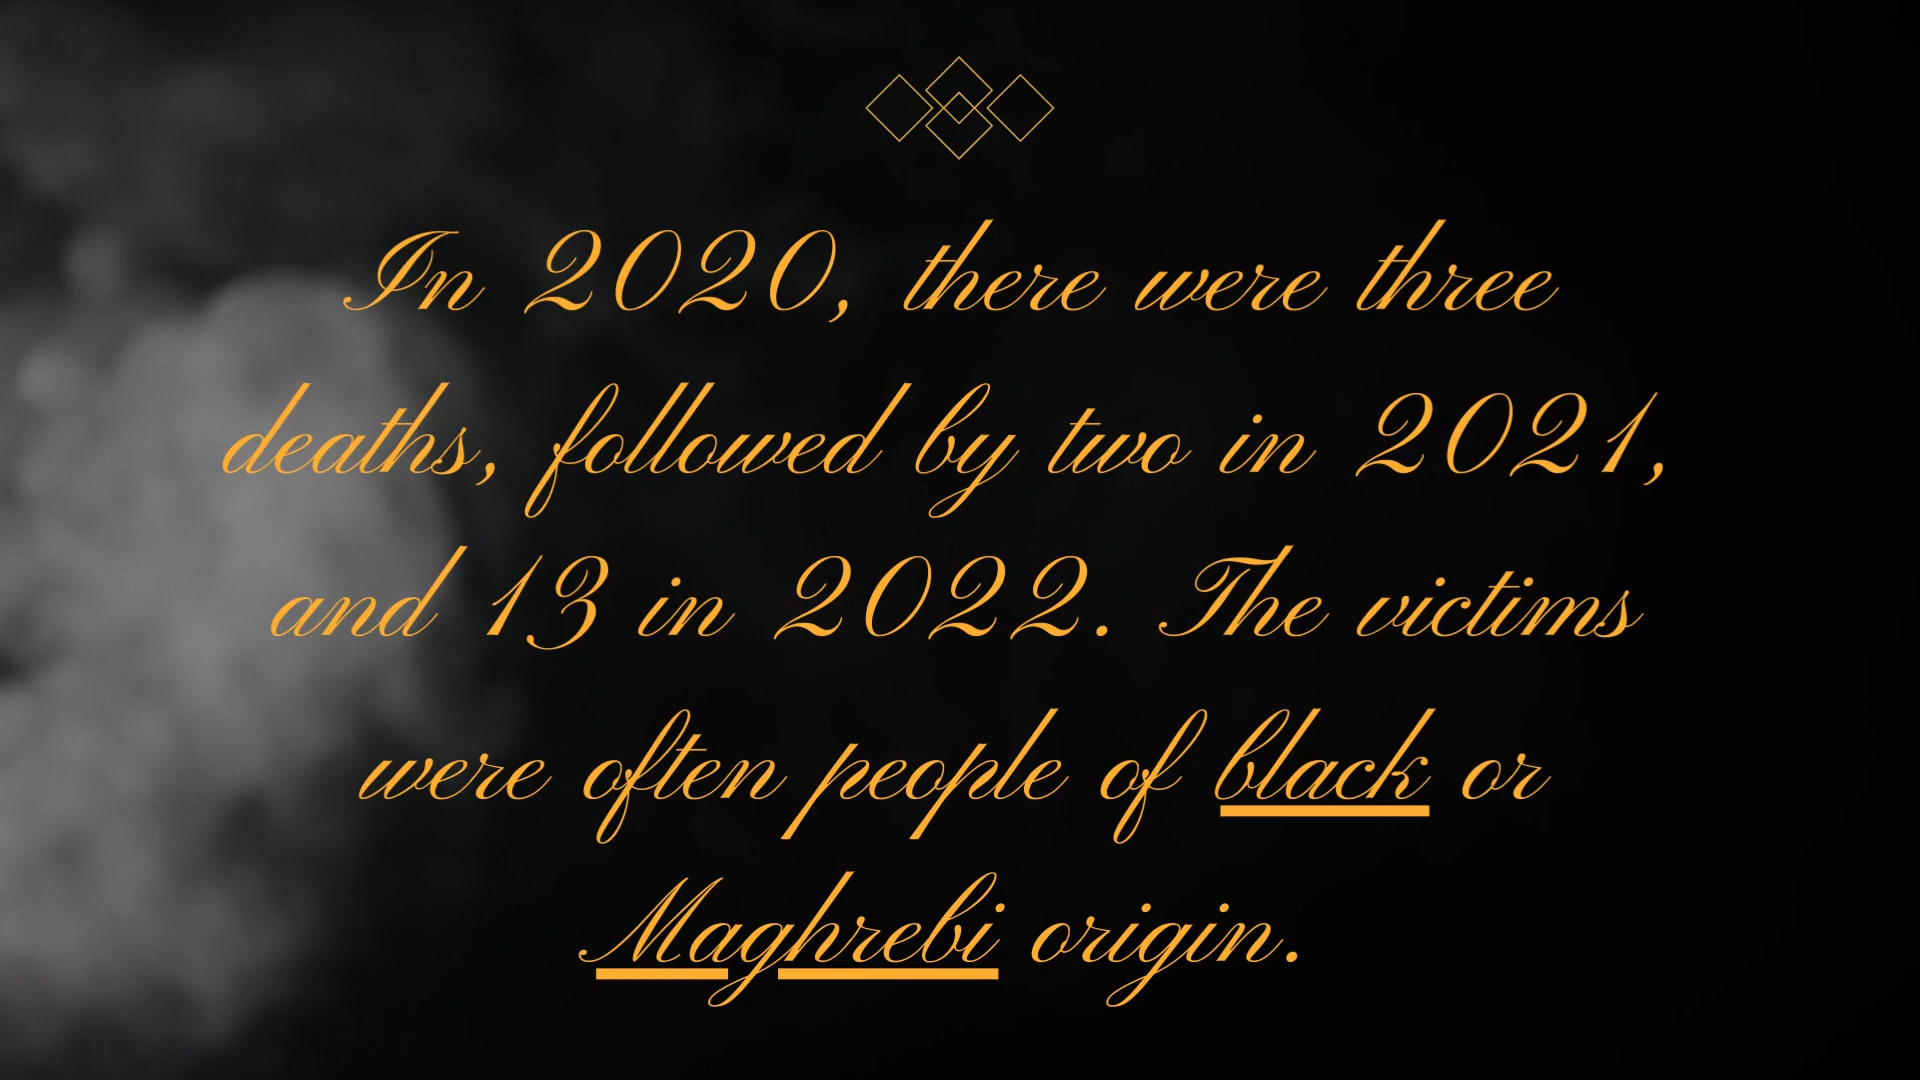 In 2020, there were three
deaths, followed by two in 2021,
and 13 in 2022. The victims
were often people of black or
Maghrebi origin.